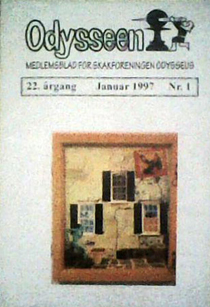 Odysseen
MEDLEMSBLAD FOR SKAKFORENINGEN ODYSSEUS
22. årgang Januar 1997 Nr. 1